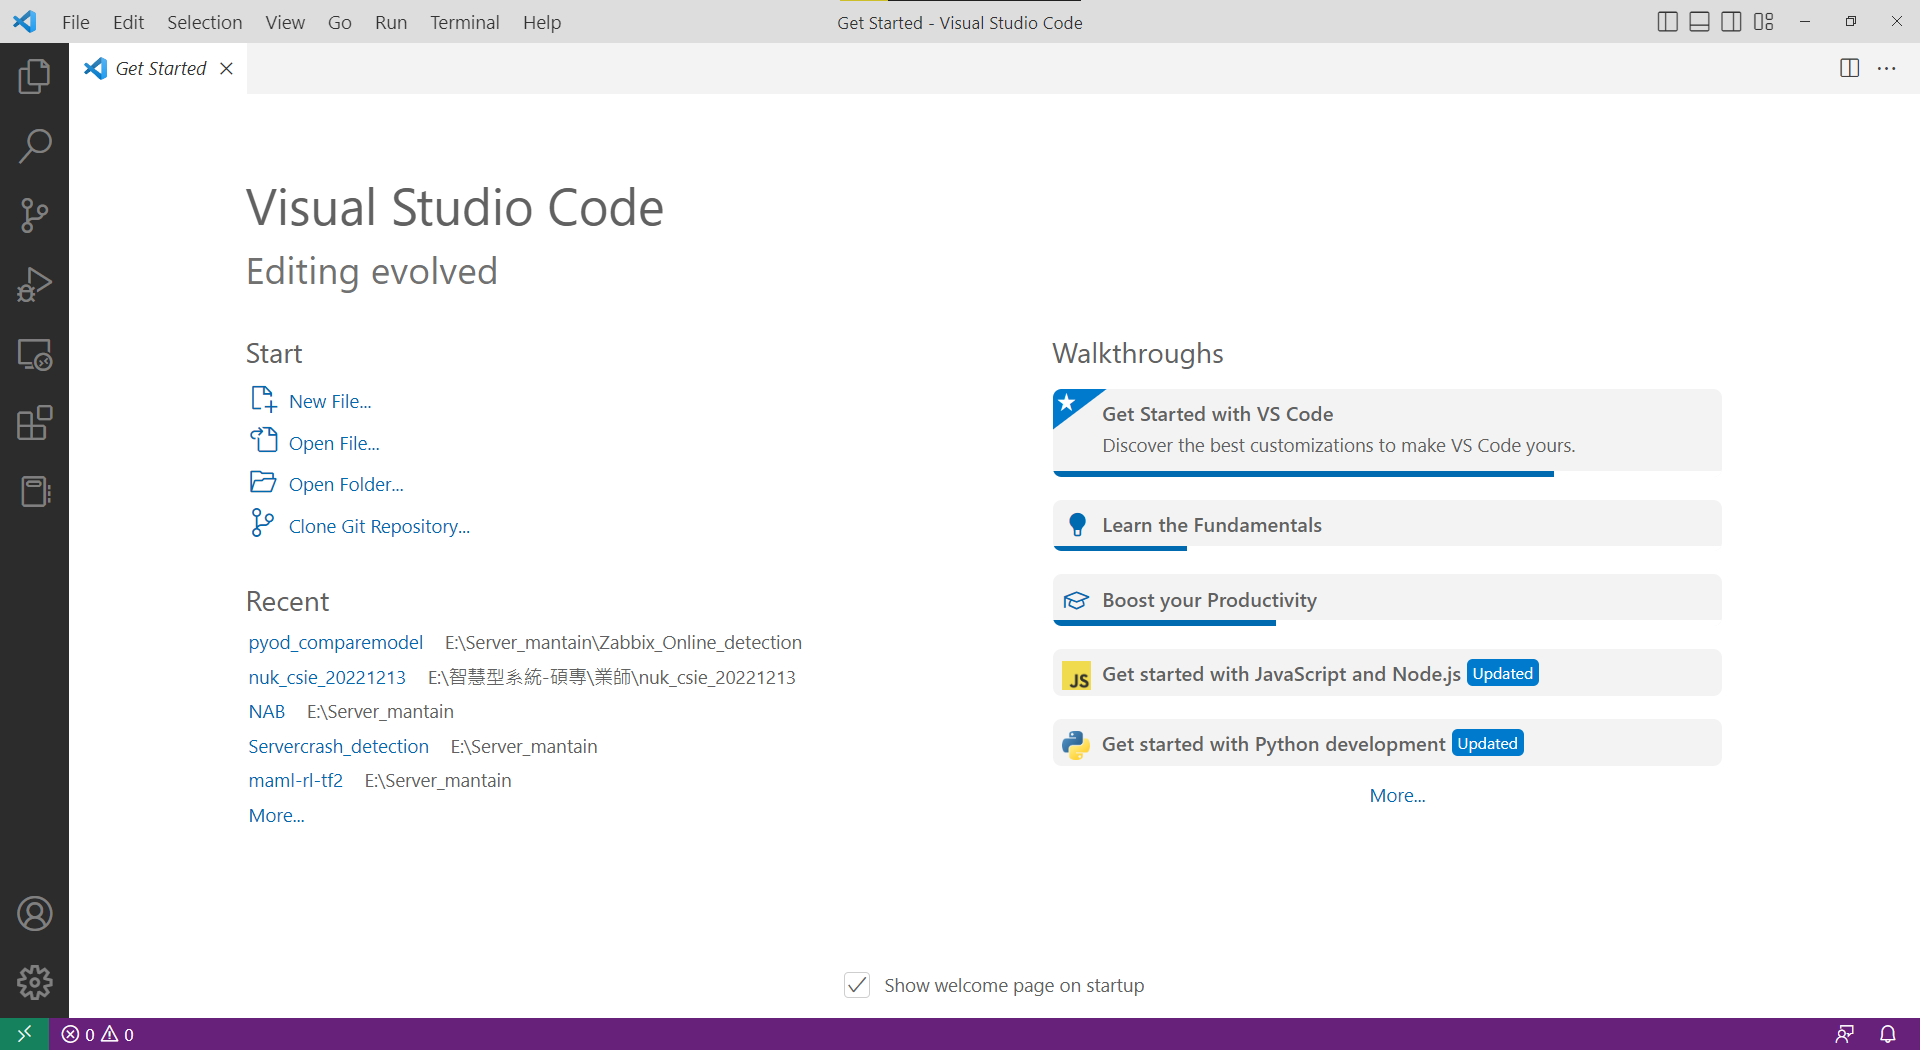 File Edit Selection View Go Run Terminal Help
Get Started - Visual Studio Code
Get Started
Visual Studio Code
Editing evolved
Start
New File...
Open File...
Open Folder...
Clone Git Repository...
Recent
pyod_comparemodel E:\Server_mantain\Zabbix_Online_detection
nuk_csie_20221213 E:\智慧型系統-碩專\業師\nuk_csie_20221213
NAB E:\Server_mantain
Servercrash_detection E:\Server_mantain
maml-rl-tf2 E:\Server_mantain
More...
Walkthroughs
Get Started with VS Code
Discover the best customizations to make VS Code yours.
Learn the Fundamentals
Boost your Productivity
JS Get started with JavaScript and Node.js Updated
Get started with Python development Updated
More...
Show welcome page on startup
0 0